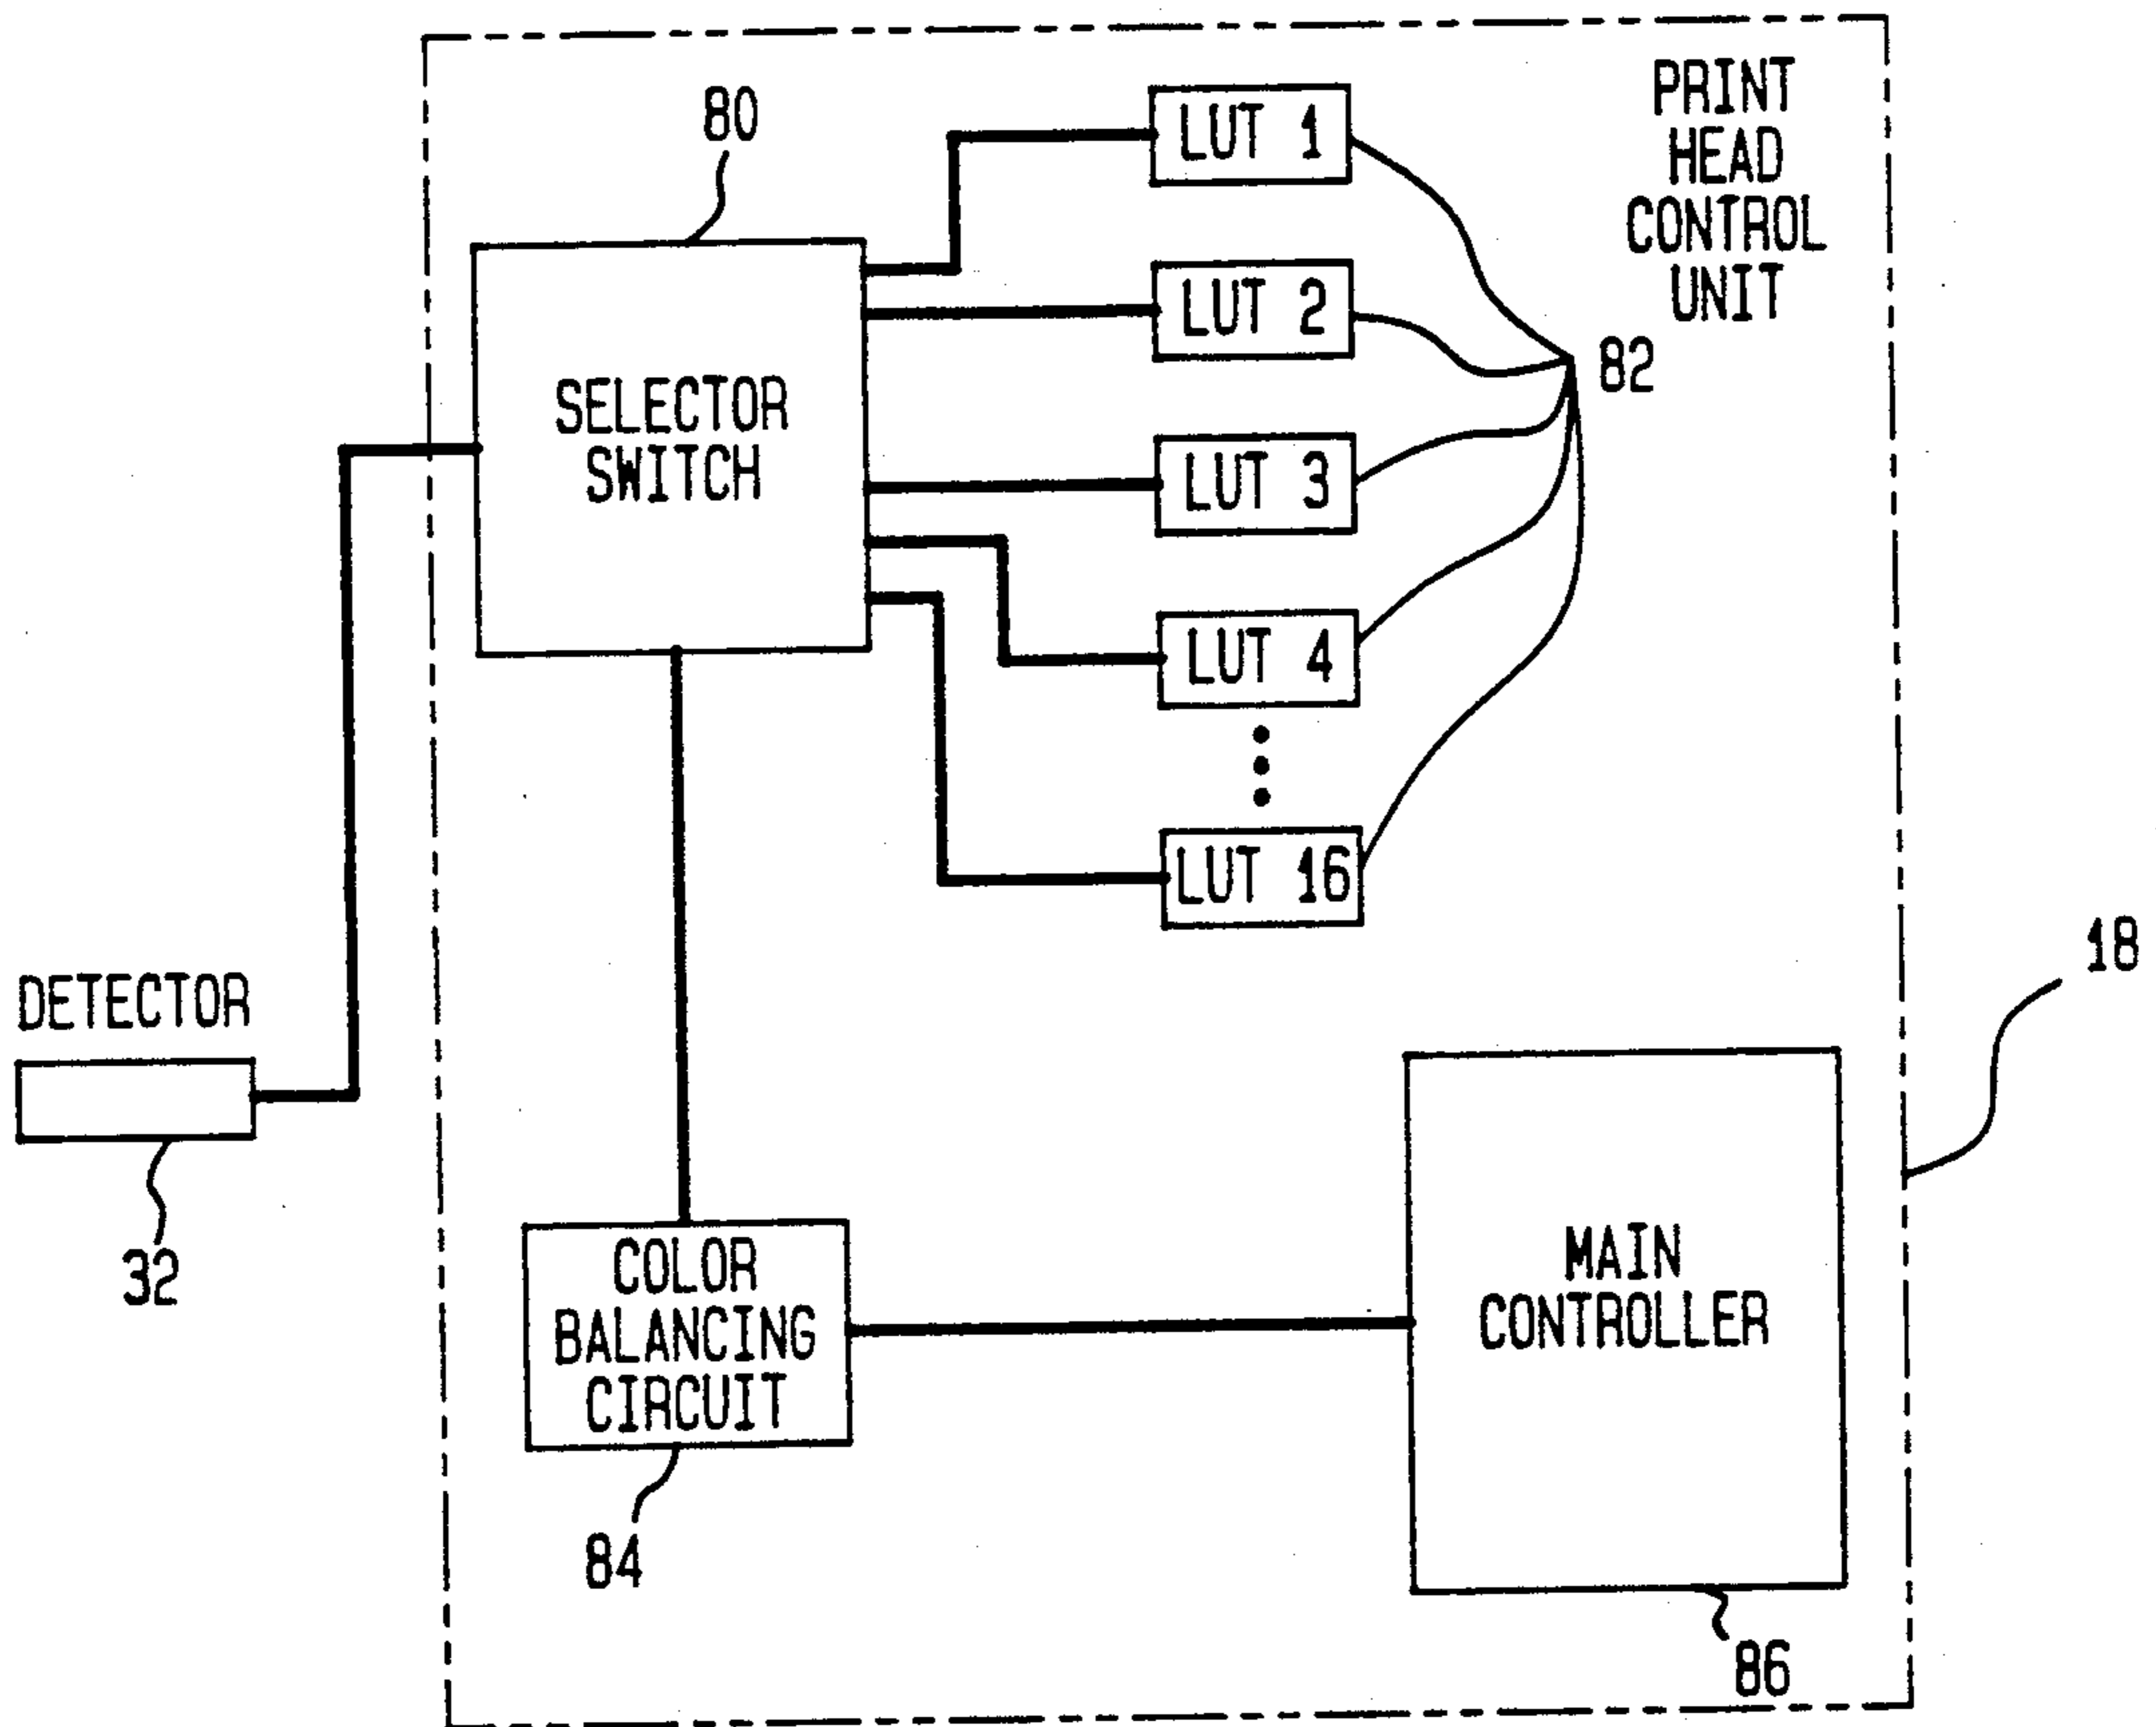 PRINT
HEAD
CONTROL
UNIT
80
LUT 1
LUT 2
82
SELECTOR
SWITCH
LUT 3
LUT 4
LUT 16
18
DETECTOR
32
COLOR
BALANCING
CIRCUIT
84
MAIN
CONTROLLER
86